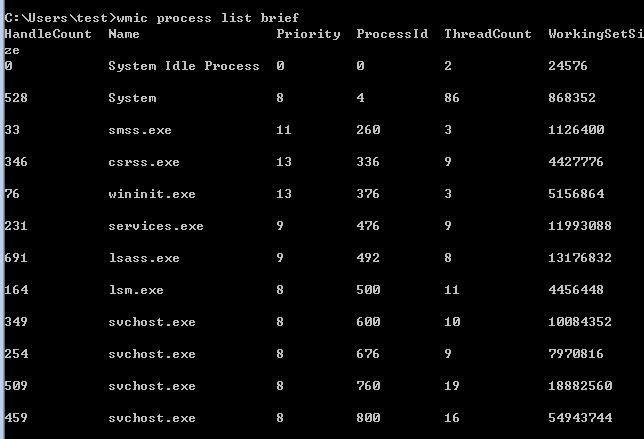 C:\Users\test>wmic process list brief
HandleCount  Name                 Priority  ProcessId  ThreadCount  WorkingSetSi
ze
0            System Idle Process  0         0          2            24576
528          System               8         4          86           868352
33           smss.exe             11        260        3            1126400
346          csrss.exe            13        336        9            4427776
76           wininit.exe          13        376        3            5156864
231          services.exe         9         476        9            11993088
691          lsass.exe            9         492        8            13176832
164          lsm.exe              8         500        11           4456448
349          svchost.exe          8         600        10           10084352
254          svchost.exe          8         676        9            7970816
509          svchost.exe          8         760        19           18882560
459          svchost.exe          8         800        16           54943744